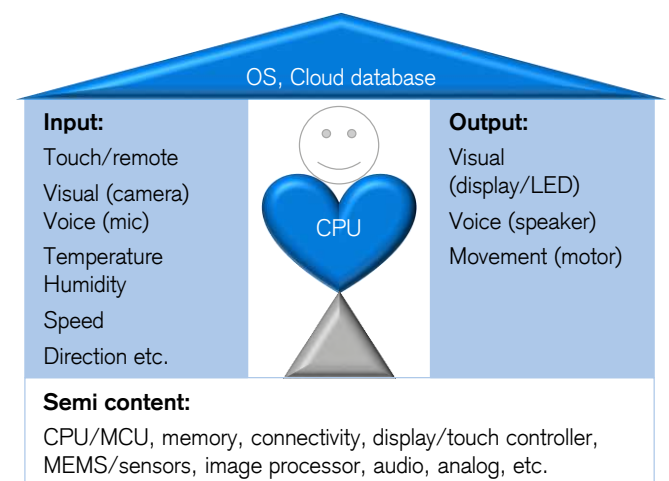 OS, Cloud database
Input:
Touch/remote
Visual (camera)
Voice (mic)
Temperature
Humidity
Speed
Direction etc.
CPU
Output:
Visual
(display/LED)
Voice (speaker)
Movement (motor)
Semi content:
CPU/MCU, memory, connectivity, display/touch controller,
MEMS/sensors, image processor, audio, analog, etc.